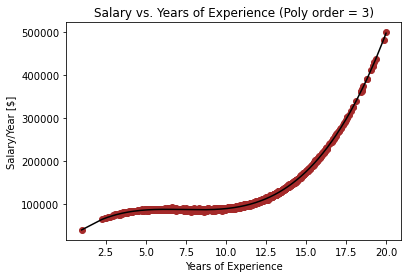 Salary vs. Years of Experience (Poly order = 3)
500000
400000
300000
200000
100000
Salary/Year [$]
2.5 5.0 7.5 10.0 12.5 15.0 17.5 20.0
Years of Experience